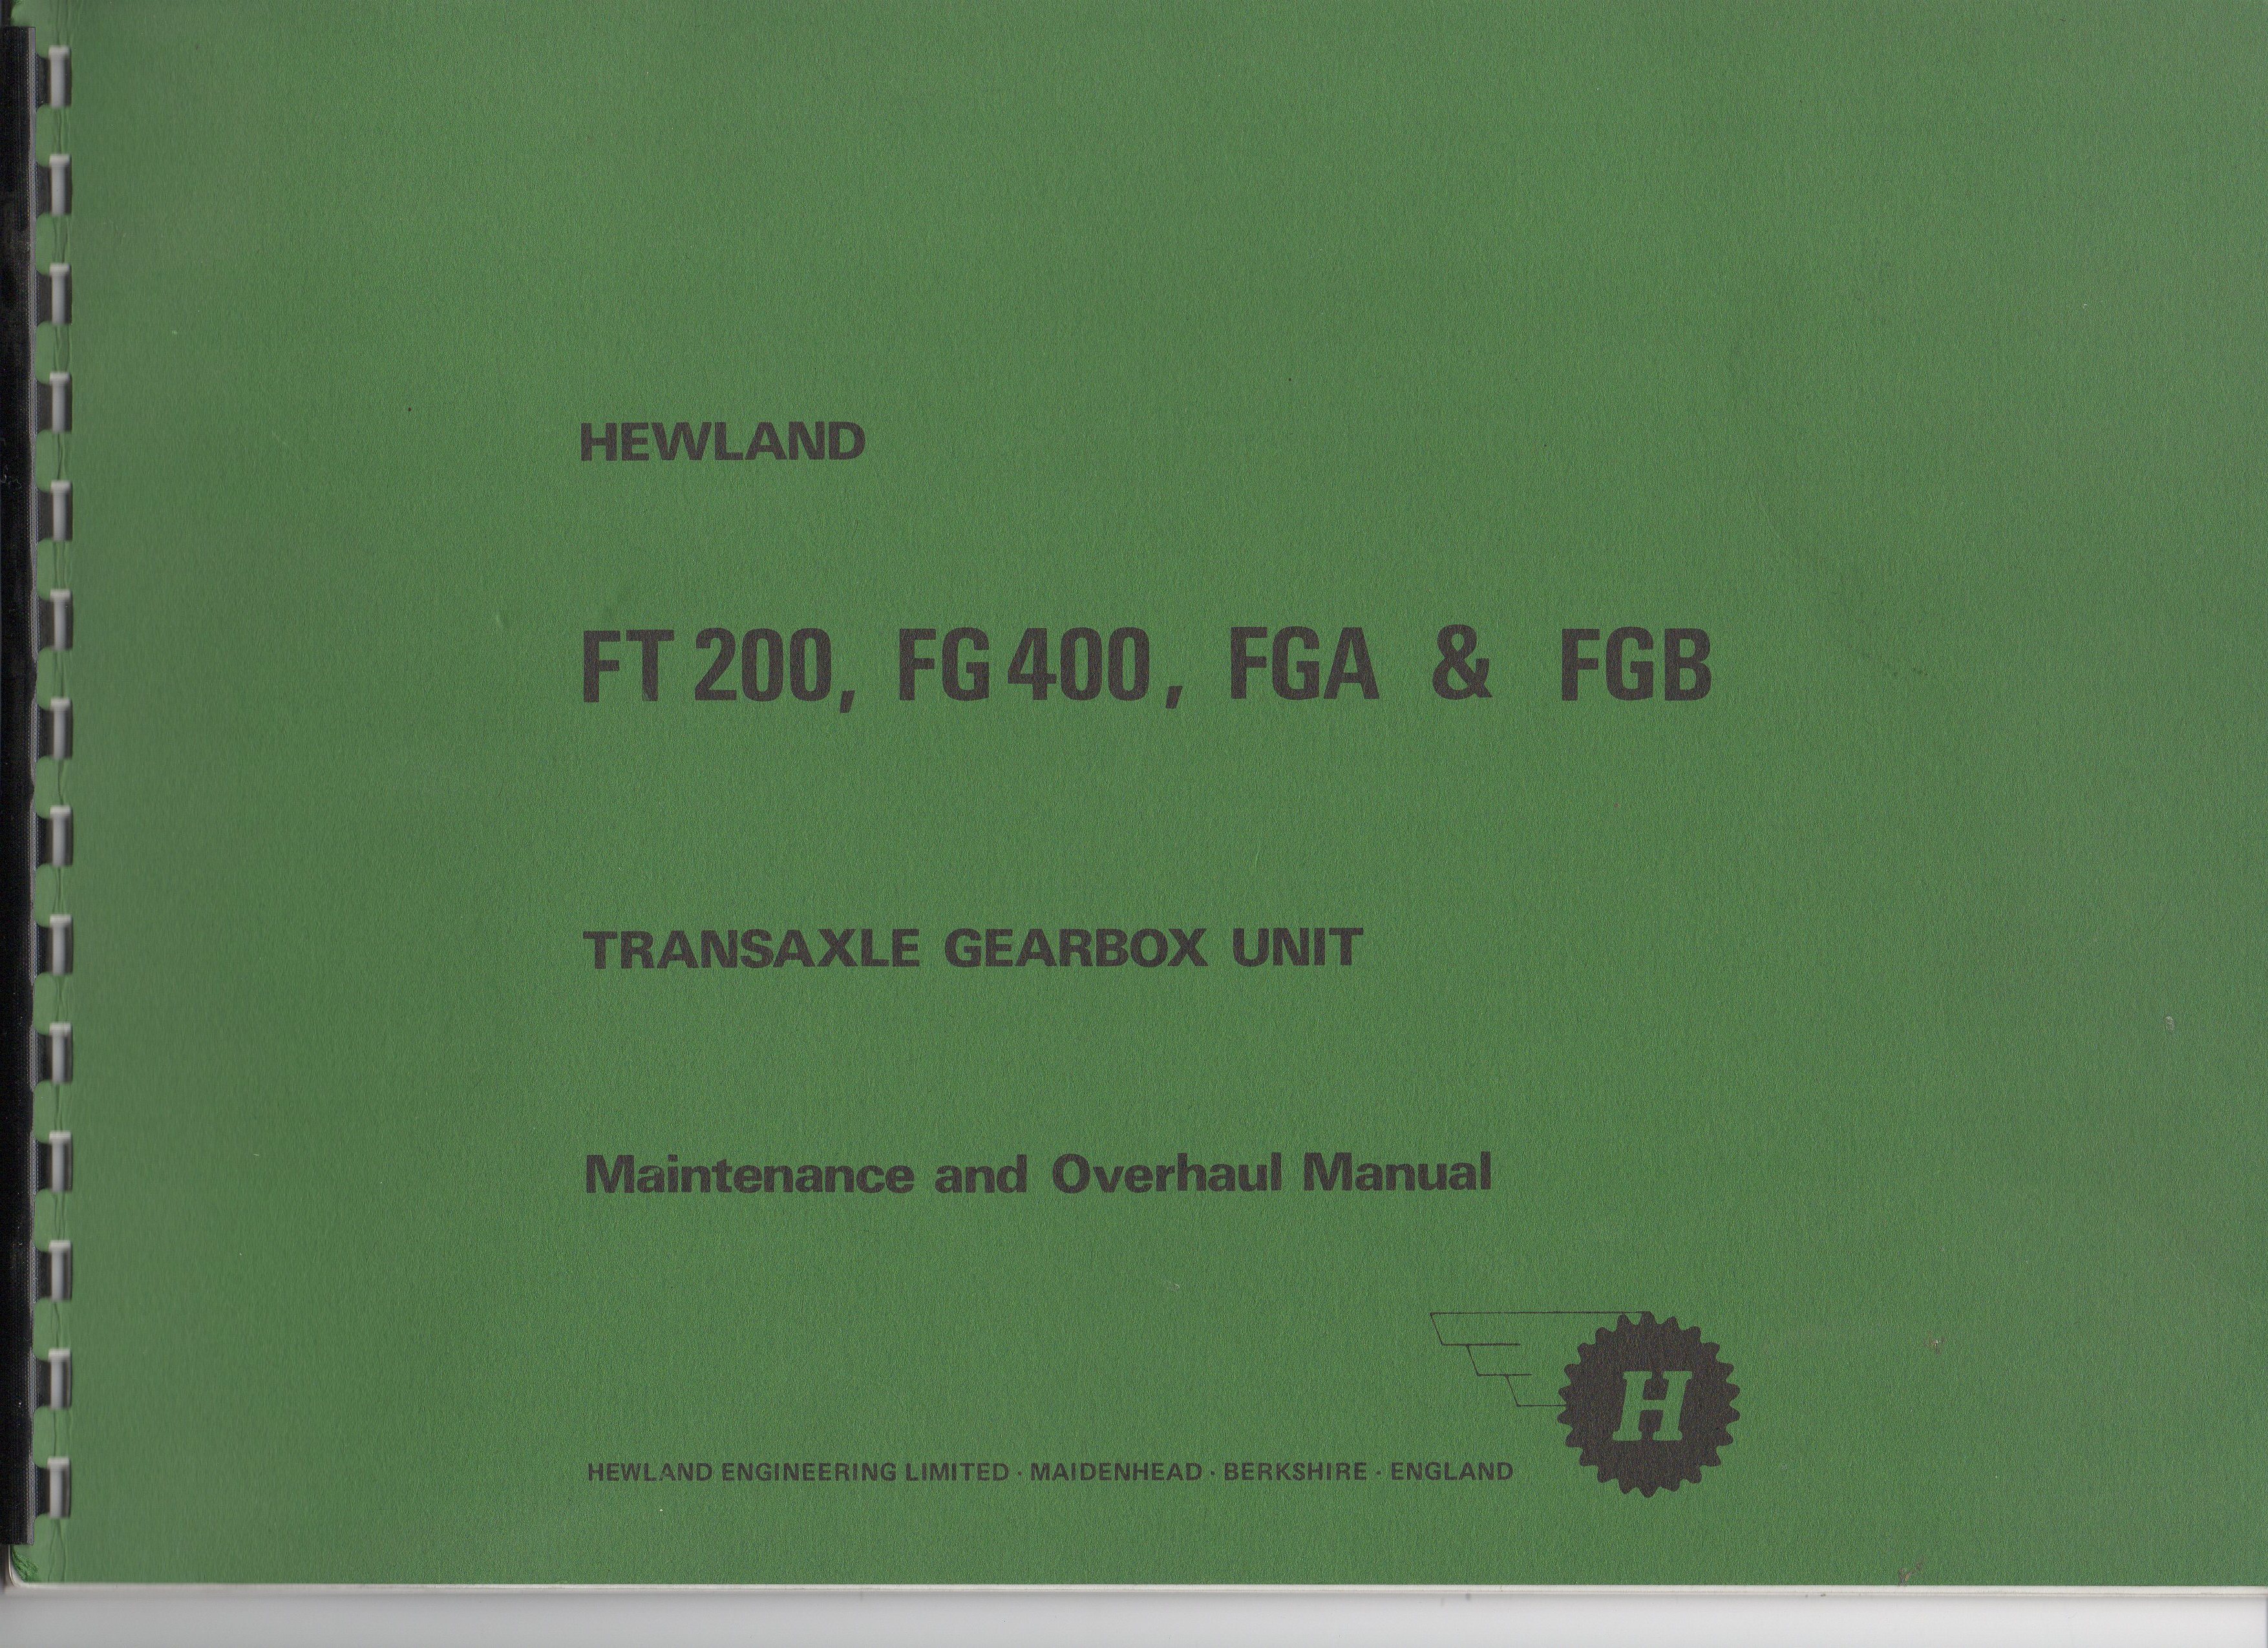 HEWLAND
FT 200, FG 400, FGA & FGB
TRANSAXLE GEARBOX UNIT
Maintenance and Overhaul Manual
H
HEWLAND ENGINEERING LIMITED · MAIDENHEAD · BERKSHIRE · ENGLAND